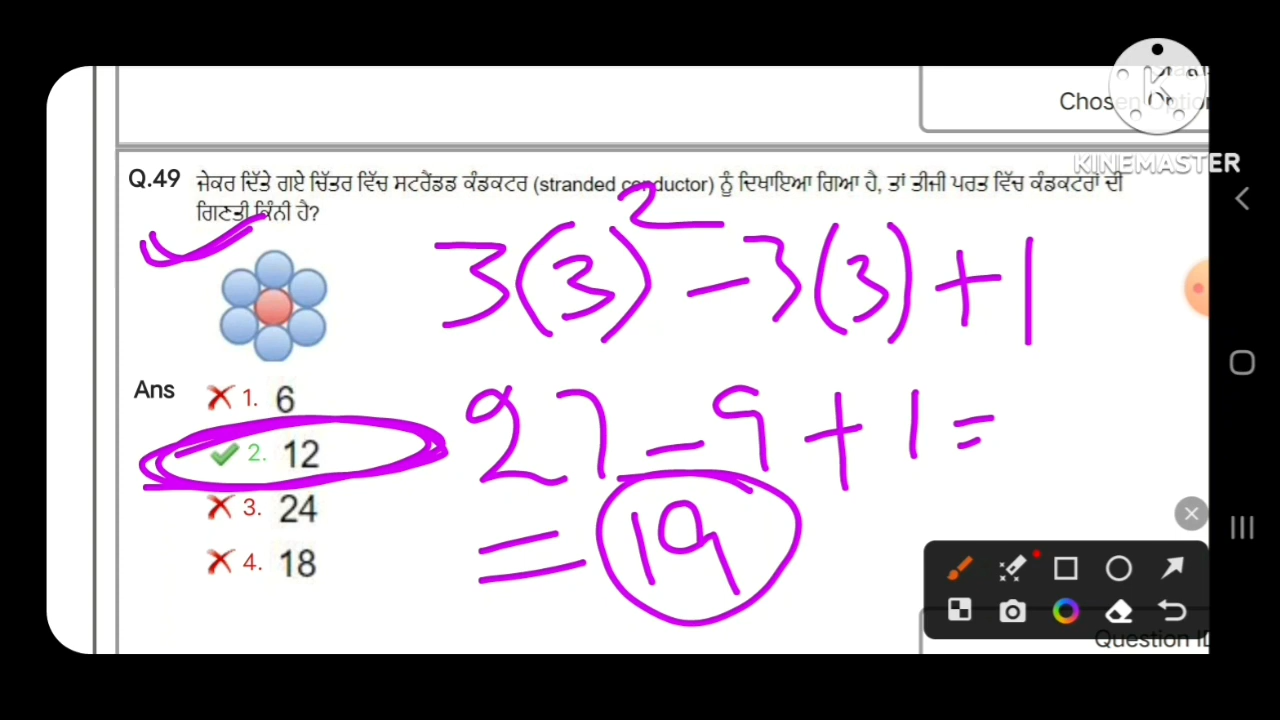 Chosen Option
KINEMASTER
Q.49 ਜੇਕਰ ਦਿੱਤੇ ਗਏ ਚਿੱਤਰ ਵਿੱਚ ਸਟਰੈਂਡਡ ਕੰਡਕਟਰ (stranded conductor) ਨੂੰ ਦਿਖਾਇਆ ਗਿਆ ਹੈ, ਤਾਂ ਤੀਜੀ ਪਰਤ ਵਿੱਚ ਕੰਡਕਟਰਾਂ ਦੀ
ਗਿਣਤੀ ਕਿੰਨੀ ਹੈ?
3(3)² - 3(3) + 1
Ans 1. 6
27 - 9 + 1 =
2. 12
= 19
3. 24
4. 18
Question ID